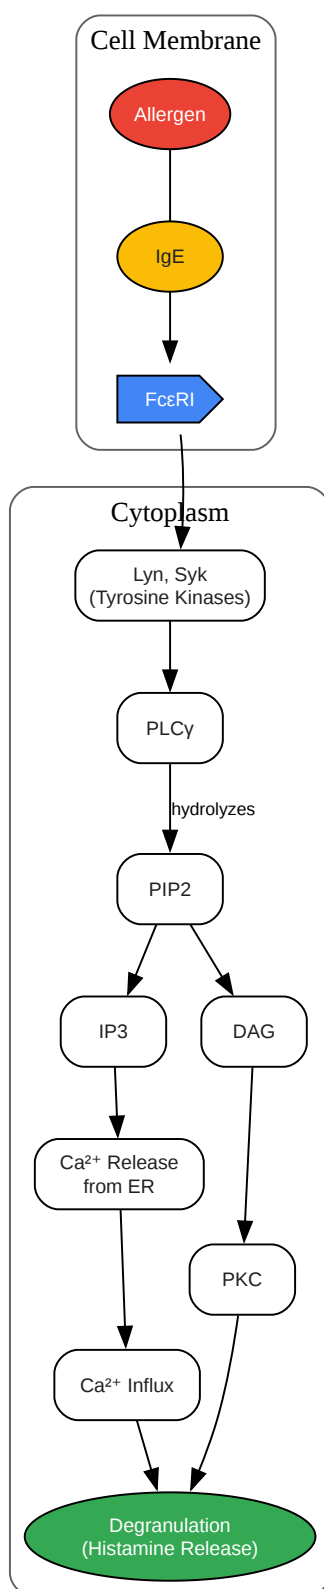 Cell Membrane
Allergen
IgE
FcεRI
Cytoplasm
Lyn, Syk
(Tyrosine Kinases)
PLCγ
hydrolyzes
PIP2
IP3
DAG
Ca²⁺ Release
from ER
PKC
Ca²⁺ Influx
Degranulation
(Histamine Release)